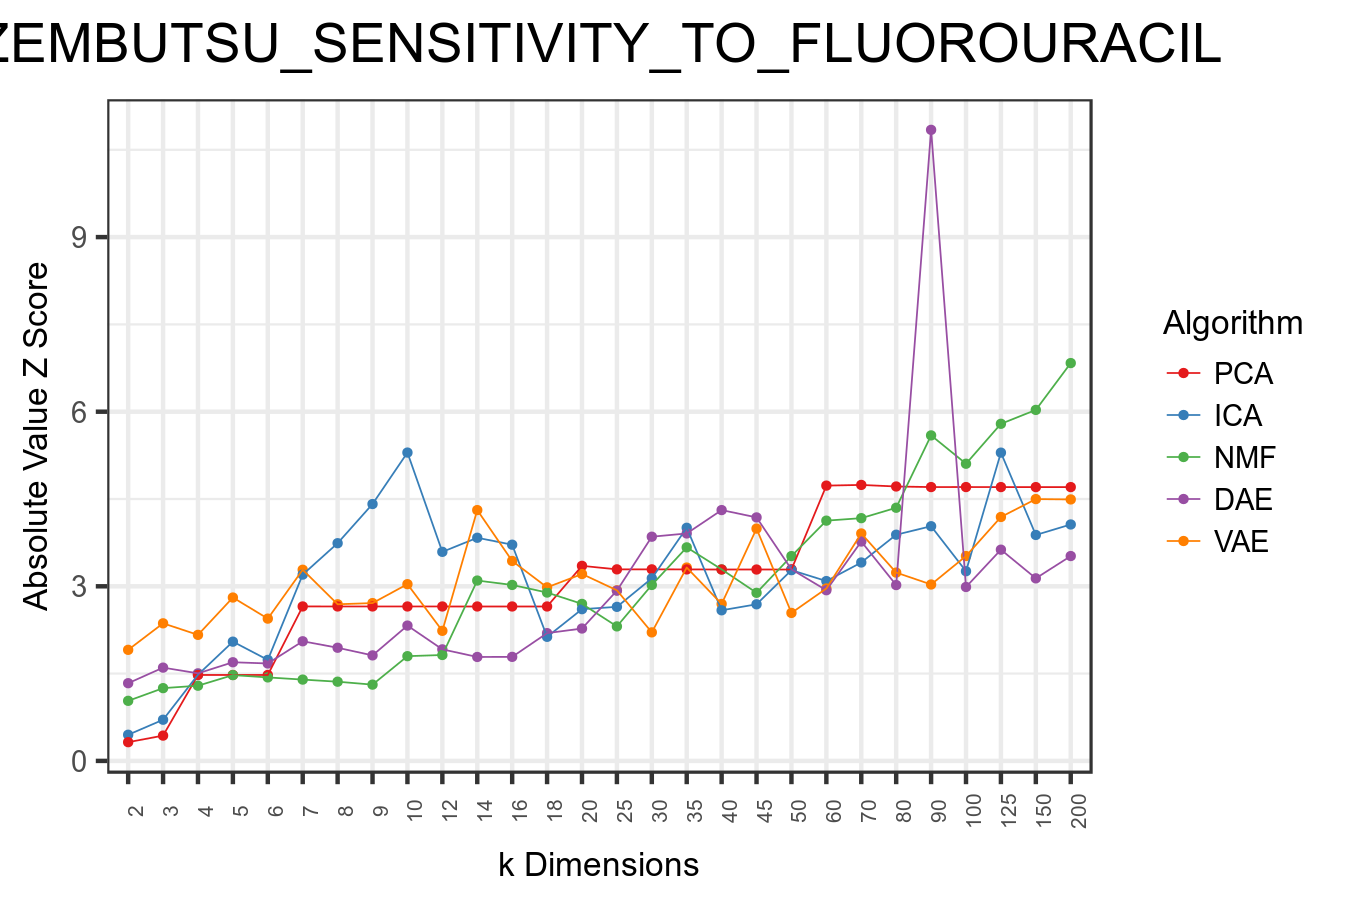 ZEMBUTSU_SENSITIVITY_TO_FLUOROURACIL
9
6
3
0
Absolute Value Z Score
2 3 4 5 6 7 8 9 10 12 14 16 18 20 25 30 35 40 45 50 60 70 80 90 100 125 150 200
k Dimensions
Algorithm
PCA
ICA
NMF
DAE
VAE